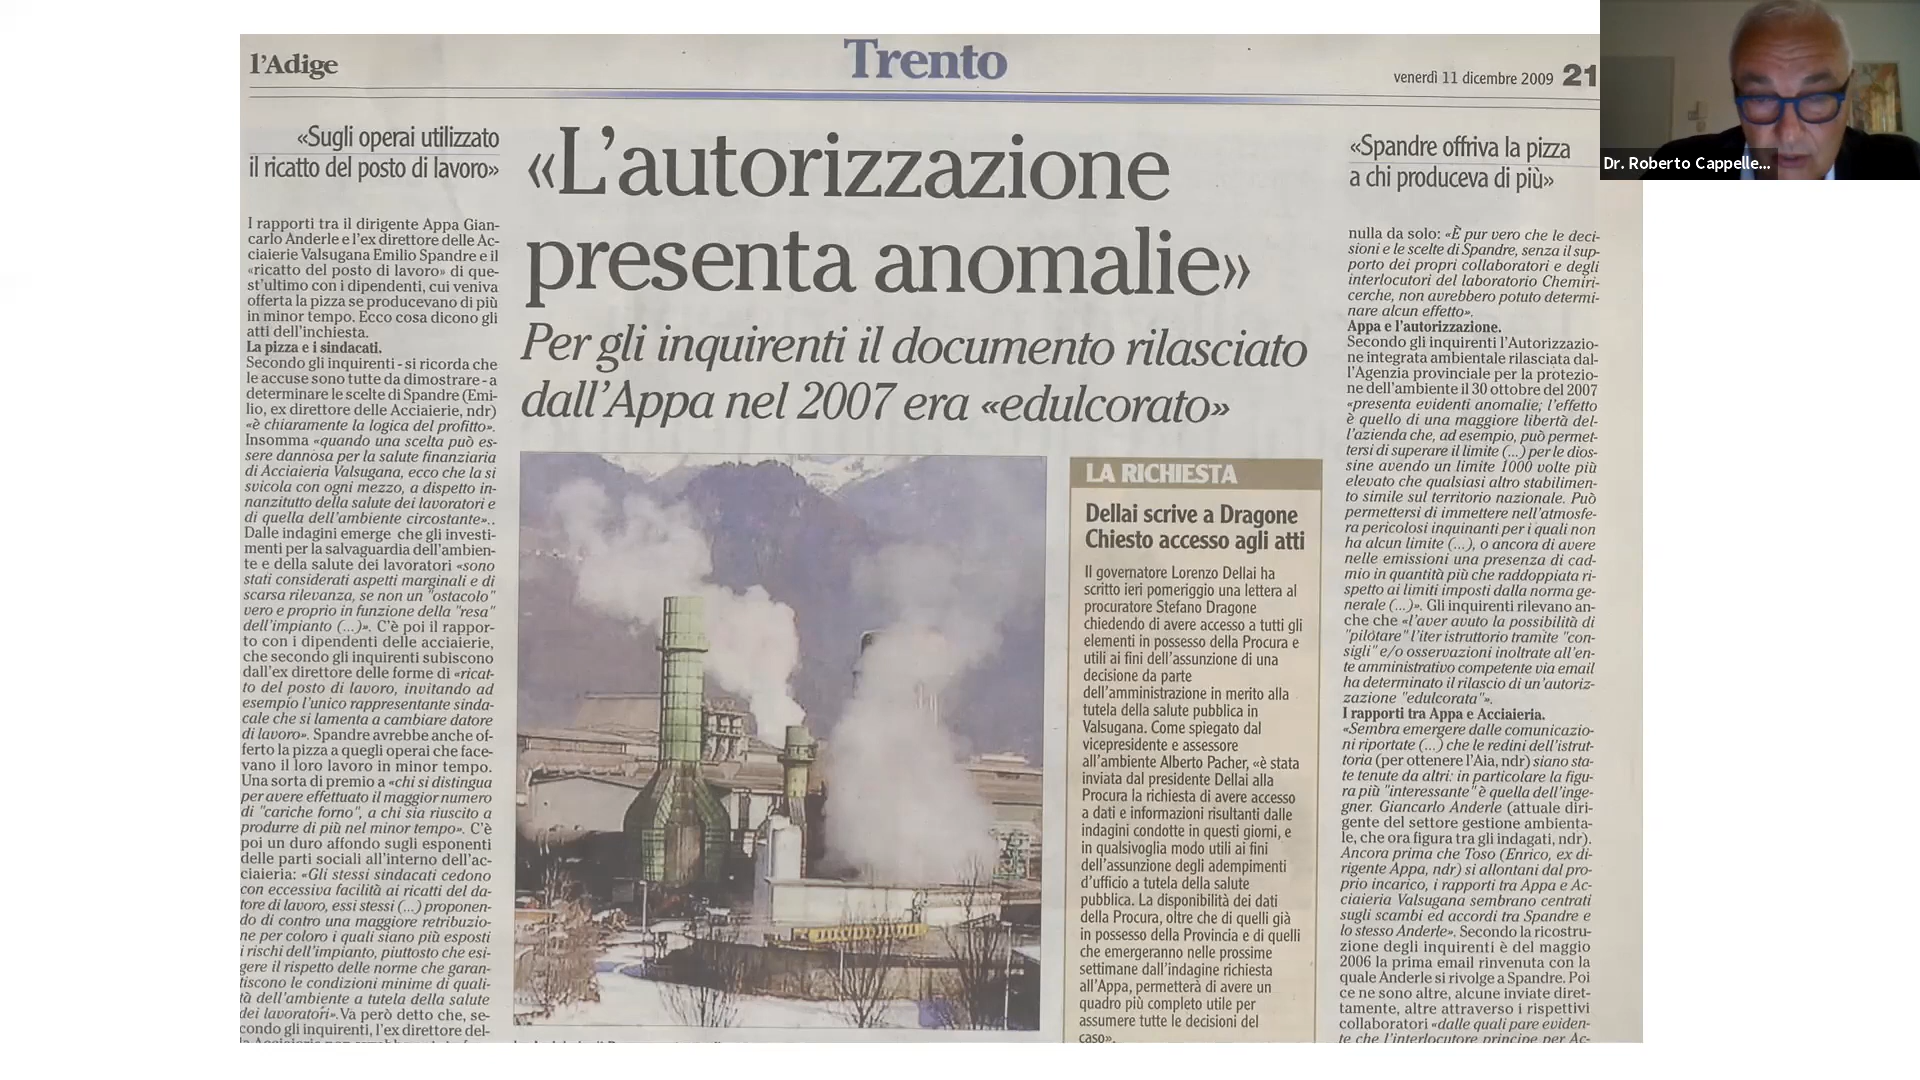 l'Adige
Trento
venerdì 11 dicembre 2009 21
«Sugli operai utilizzato
il ricatto del posto di lavoro»
I rapporti tra il dirigente Appa Gian-
carlo Anderle e l'ex direttore delle Ac-
ciaierie Valsugana Emilio Spandre e il
«ricatto del posto di lavoro» di que-
st'ultimo con i dipendenti, cui veniva
offerta la pizza se producevano di più
in minor tempo. Ecco cosa dicono gli
atti dell'inchiesta.
La pizza e i sindacati.
Secondo gli inquirenti - si ricorda che
le accuse sono tutte da dimostrare - a
determinare le scelte di Spandre (Emi-
lio, ex direttore delle Acciaierie, ndr)
«è chiaramente la logica del profitto».
Insomma «quando una scelta può es-
sere dannosa per la salute finanziaria
di Acciaieria Valsugana, ecco che la si
svicola con ogni mezzo, a dispetto in-
nanzitutto della salute dei lavoratori e
di quella dell'ambiente circostante»..
Dalle indagini emerge che gli investi-
menti per la salvaguardia dell'ambien-
te e della salute dei lavoratori «sono
stati considerati aspetti marginali e di
scarsa rilevanza, se non un "ostacolo"
vero e proprio in funzione della "resa"
dell'impianto (...)». C'è poi il rappor-
to con i dipendenti delle acciaierie,
che secondo gli inquirenti subiscono
dall'ex direttore delle forme di «ricat-
to del posto di lavoro, invitando ad
esempio l'unico rappresentante sinda-
cale che si lamenta a cambiare datore
di lavoro». Spandre avrebbe anche of-
ferto la pizza a quegli operai che face-
vano il loro lavoro in minor tempo.
Una sorta di premio a «chi si distingua
per avere effettuato il maggior numero
di "cariche forno", a chi sia riuscito a
produrre di più nel minor tempo». C'è
poi un duro affondo sugli esponenti
delle parti sociali all'interno dell'ac-
ciaieria: «Gli stessi sindacati cedono
con eccessiva facilità ai ricatti del da-
tore di lavoro, essi stessi (...) proponen-
do di contro una maggiore retribuzio-
ne per coloro i quali siano più esposti
i rischi dell'impianto, piuttosto che esi-
gere il rispetto delle norme che garan-
tiscono le condizioni minime di quali-
tà dell'ambiente a tutela della salute
dei lavoratori». Va però detto che, se-
condo gli inquirenti, l'ex direttore del-
«L'autorizzazione
presenta anomalie»
Per gli inquirenti il documento rilasciato
dall'Appa nel 2007 era «edulcorato»
LA RICHIESTA
Dellai scrive a Dragone
Chiesto accesso agli atti
Il governatore Lorenzo Dellai ha
scritto ieri pomeriggio una lettera al
procuratore Stefano Dragone
chiedendo di avere accesso a tutti gli
elementi in possesso della Procura e
utili ai fini dell'assunzione di una
decisione da parte
dell'amministrazione in merito alla
tutela della salute pubblica in
Valsugana. Come spiegato dal
vicepresidente e assessore
all'ambiente Alberto Pacher, «è stata
inviata dal presidente Dellai alla
Procura la richiesta di avere accesso
a dati e informazioni risultanti dalle
indagini condotte in questi giorni, e
in qualsivoglia modo utili ai fini
dell'assunzione degli adempimenti
d'ufficio a tutela della salute
pubblica. La disponibilità dei dati
della Procura, oltre che di quelli già
in possesso della Provincia e di quelli
che emergeranno nelle prossime
settimane dall'indagine richiesta
all'Appa, permetterà di avere un
quadro più completo utile per
assumere tutte le decisioni del
caso».
«Spandre offriva la pizza
a chi produceva di più»
nulla da solo: «È pur vero che le deci-
sioni e le scelte di Spandre, senza il sup-
porto dei propri collaboratori e degli
interlocutori del laboratorio Chemiri-
cerche, non avrebbero potuto determi-
nare alcun effetto».
Appa e l'autorizzazione.
Secondo gli inquirenti l'Autorizzazio-
ne integrata ambientale rilasciata dal-
l'Agenzia provinciale per la protezio-
ne dell'ambiente il 30 ottobre del 2007
«presenta evidenti anomalie; l'effetto
è quello di una maggiore libertà del-
l'azienda che, ad esempio, può permet-
tersi di superare il limite (...) per le dios-
sine avendo un limite 1000 volte più
elevato che qualsiasi altro stabilimen-
to simile sul territorio nazionale. Può
permettersi di immettere nell'atmosfe-
ra pericolosi inquinanti per i quali non
ha alcun limite (...), o ancora di avere
nelle emissioni una presenza di cad-
mio in quantità più che raddoppiata ri-
spetto ai limiti imposti dalla norma ge-
nerale (...)». Gli inquirenti rilevano an-
che che «l'aver avuto la possibilità di
"pilotare" l'iter istruttorio tramite "con-
sigli" e/o osservazioni inoltrate all'en-
te amministrativo competente via email
ha determinato il rilascio di un'autoriz-
zazione "edulcorata"».
I rapporti tra Appa e Acciaieria.
«Sembra emergere dalle comunicazio-
ni riportate (...) che le redini dell'istrut-
toria (per ottenere l'Aia, ndr) siano sta-
te tenute da altri: in particolare la figu-
ra più "interessante" è quella dell'inge-
gner. Giancarlo Anderle (attuale diri-
gente del settore gestione ambienta-
le, che ora figura tra gli indagati, ndr).
Ancora prima che Toso (Enrico, ex di-
rigente Appa, ndr) si allontani dal pro-
prio incarico, i rapporti tra Appa e Ac-
ciaieria Valsugana sembrano centrati
sugli scambi ed accordi tra Spandre e
lo stesso Anderle». Secondo la ricostru-
zione degli inquirenti è del maggio
2006 la prima email rinvenuta con la
quale Anderle si rivolge a Spandre. Poi
ce ne sono altre, alcune inviate diret-
tamente, altre attraverso i rispettivi
collaboratori «dalle quali pare eviden-
te che l'interlocutore principe per Ac-
Dr. Roberto Cappelle...